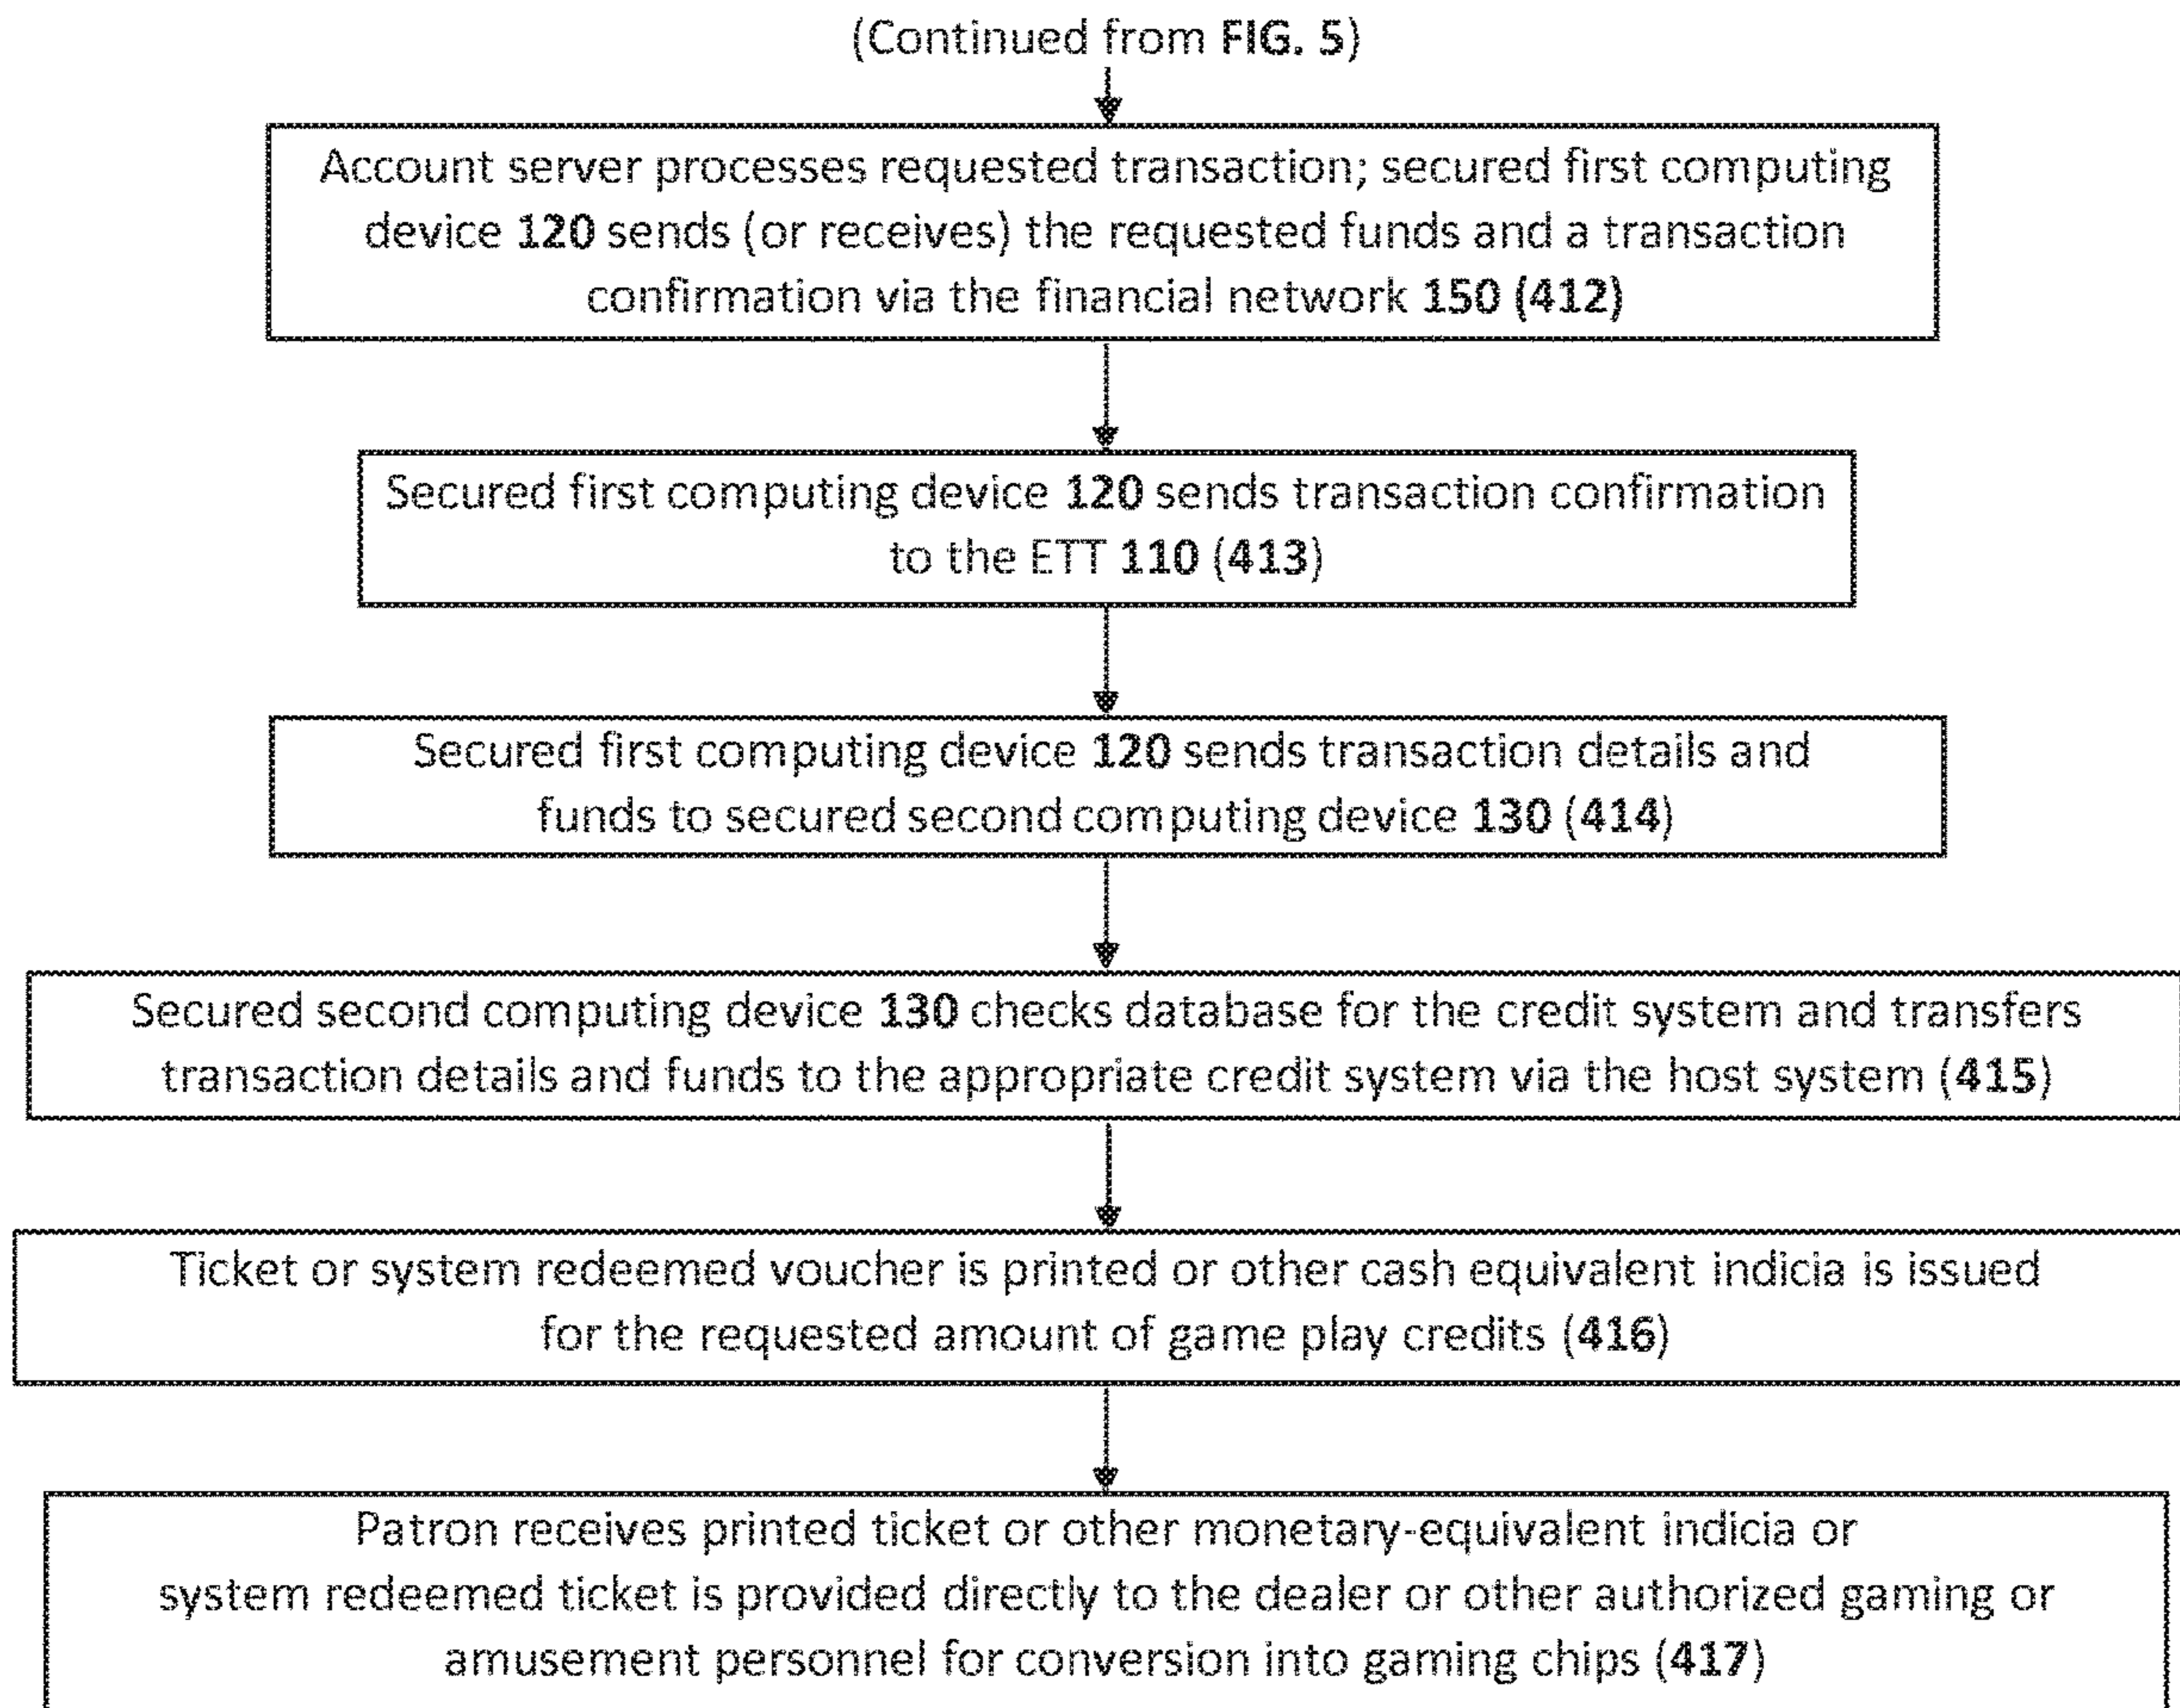 (Continued from FIG. 5)
Account server processes requested transaction; secured first computing
device 120 sends (or receives) the requested funds and a transaction
confirmation via the financial network 150 (412)
Secured first computing device 120 sends transaction confirmation
to the ETT 110 (413)
Secured first computing device 120 sends transaction details and
funds to secured second computing device 130 (414)
Secured second computing device 130 checks database for the credit system and transfers
transaction details and funds to the appropriate credit system via the host system (415)
Ticket or system redeemed voucher is printed or other cash equivalent indicia is issued
for the requested amount of game play credits (416)
Patron receives printed ticket or other monetary-equivalent indicia or
system redeemed ticket is provided directly to the dealer or other authorized gaming or
amusement personnel for conversion into gaming chips (417)